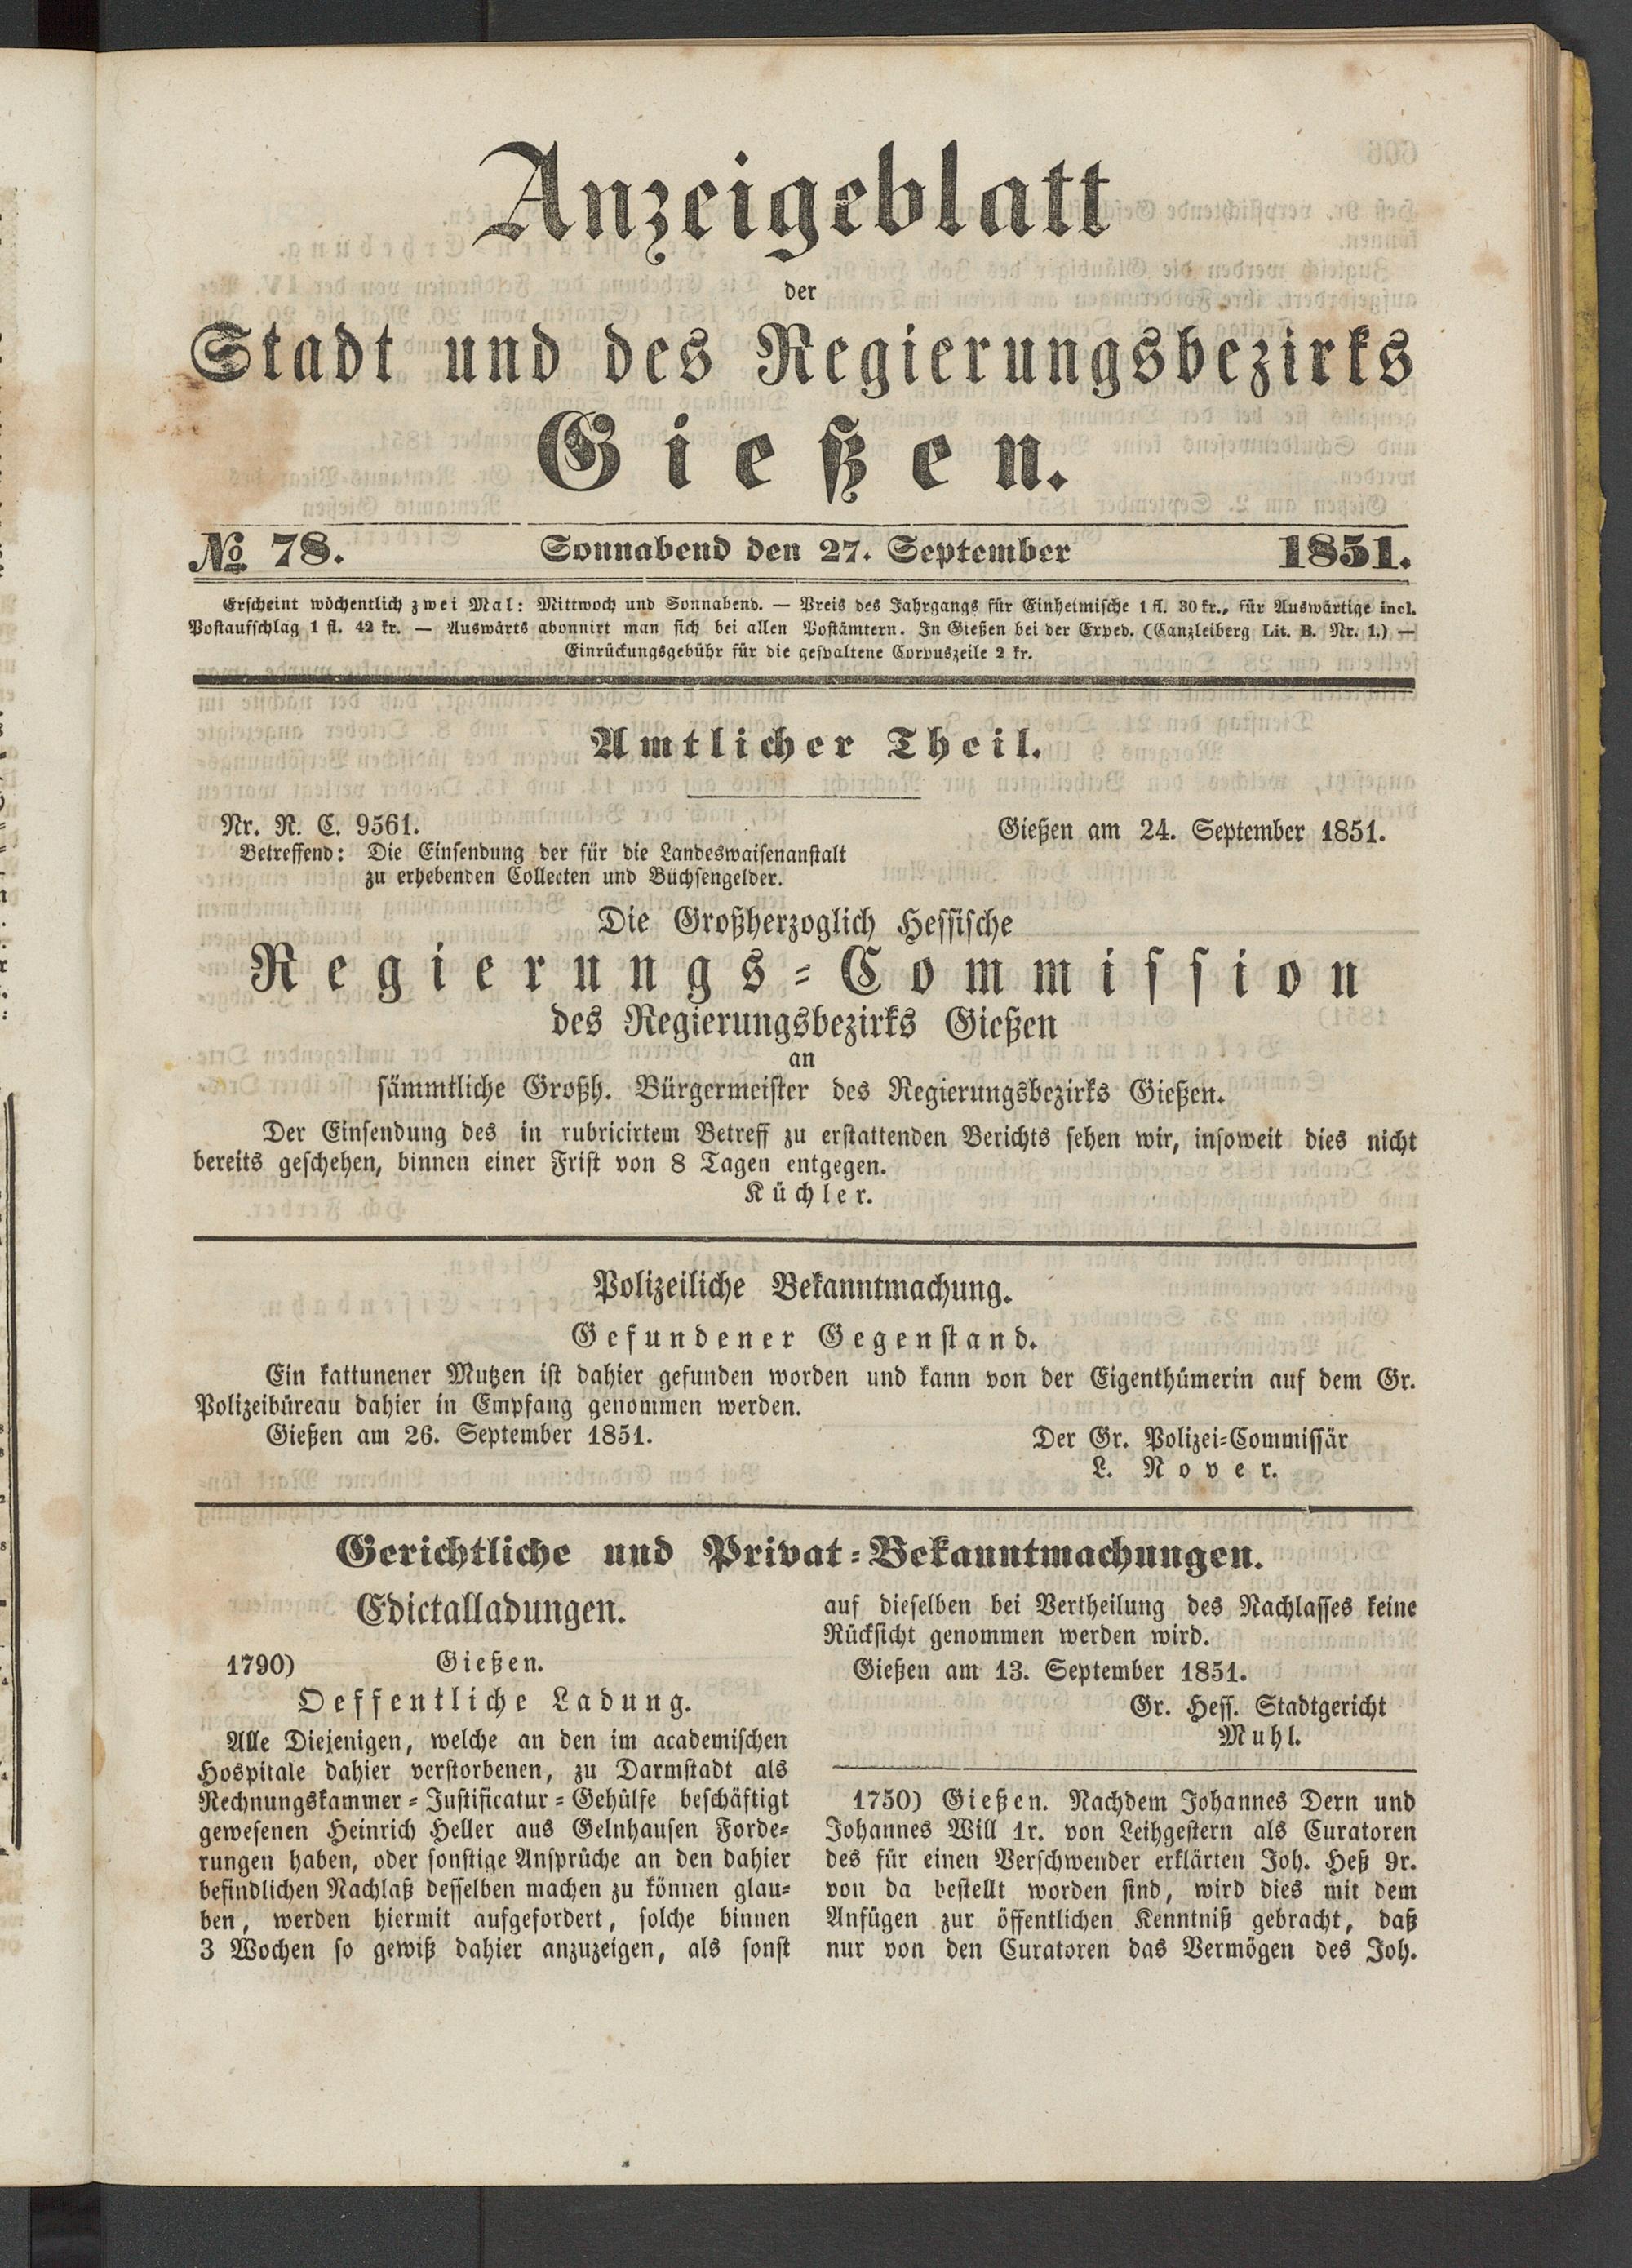 Anzeigeblatt
der
Stadt und des Regierungsbezirks
Gießen.
№ 78. Sonnabend den 27. September 1851.
Erscheint wöchentlich zwei Mal: Mittwoch und Sonnabend. — Preis des Jahrgangs für Einheimische 1 fl. 30 kr., für Auswärtige incl.
Postaufschlag 1 fl. 42 kr. — Auswärts abonnirt man sich bei allen Postämtern. In Gießen bei der Exped. (Canzleiberg Lit. B. Nr. 1.) —
Einrückungsgebühr für die gespaltene Corpuszeile 2 kr.
Amtlicher Theil.
Nr. R. C. 9561. Gießen am 24. September 1851.
Betreffend: Die Einsendung der für die Landeswaisenanstalt
zu erhebenden Collecten und Büchsengelder.
Die Großherzoglich Hessische
Regierungs-Commission
des Regierungsbezirks Gießen
an
sämmtliche Großh. Bürgermeister des Regierungsbezirks Gießen.
Der Einsendung des in rubricirtem Betreff zu erstattenden Berichts sehen wir, insoweit dies nicht
bereits geschehen, binnen einer Frist von 8 Tagen entgegen.
Küchler.
Polizeiliche Bekanntmachung.
Gefundener Gegenstand.
Ein kattunener Mutzen ist dahier gefunden worden und kann von der Eigenthümerin auf dem Gr.
Polizeibüreau dahier in Empfang genommen werden.
Gießen am 26. September 1851. Der Gr. Polizei-Commissär
L. Nover.
Gerichtliche und Privat-Bekanntmachungen.
Edictalladungen.
1790) Gießen.
Oeffentliche Ladung.
Alle Diejenigen, welche an den im academischen
Hospitale dahier verstorbenen, zu Darmstadt als
Rechnungskammer-Justificatur-Gehülfe beschäftigt
gewesenen Heinrich Heller aus Gelnhausen Forde-
rungen haben, oder sonstige Ansprüche an den dahier
befindlichen Nachlaß desselben machen zu können glau-
ben, werden hiermit aufgefordert, solche binnen
3 Wochen so gewiß dahier anzuzeigen, als sonst
auf dieselben bei Vertheilung des Nachlasses keine
Rücksicht genommen werden wird.
Gießen am 13. September 1851.
Gr. Hess. Stadtgericht
Muhl.
1750) Gießen. Nachdem Johannes Dern und
Johannes Will 1r. von Leihgestern als Curatoren
des für einen Verschwender erklärten Joh. Heß 9r.
von da bestellt worden sind, wird dies mit dem
Anfügen zur öffentlichen Kenntniß gebracht, daß
nur von den Curatoren das Vermögen des Joh.